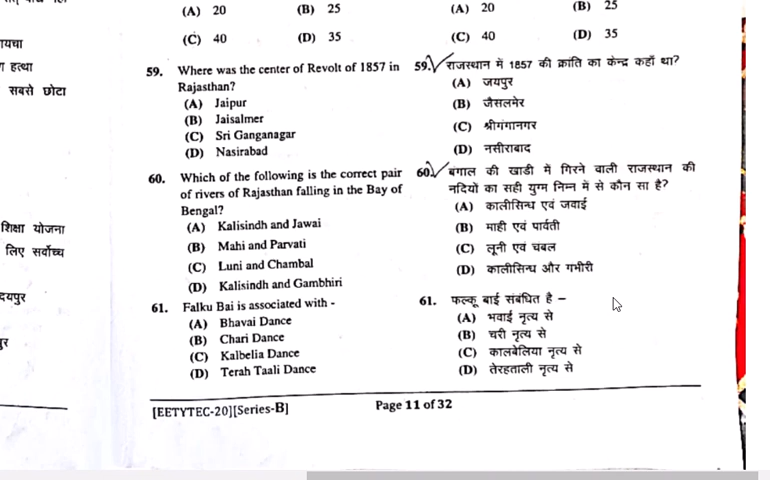 (A) 20 (B) 25
(C) 40 (D) 35
59. Where was the center of Revolt of 1857 in
Rajasthan?
(A) Jaipur
(B) Jaisalmer
(C) Sri Ganganagar
(D) Nasirabad
60. Which of the following is the correct pair
of rivers of Rajasthan falling in the Bay of
Bengal?
(A) Kalisindh and Jawai
(B) Mahi and Parvati
(C) Luni and Chambal
(D) Kalisindh and Gambhiri
61. Falku Bai is associated with -
(A) Bhavai Dance
(B) Chari Dance
(C) Kalbelia Dance
(D) Terah Taali Dance
(A) 20 (B) 25
(C) 40 (D) 35
59. राजस्थान में 1857 की क्रांति का केन्द्र कहाँ था?
(A) जयपुर
(B) जैसलमेर
(C) श्रीगंगानगर
(D) नसीराबाद
60. बंगाल की खाडी में गिरने वाली राजस्थान की
नदियों का सही युग्म निम्न में से कौन सा है?
(A) कालीसिन्ध एवं जवाई
(B) माही एवं पार्वती
(C) लूनी एवं चबल
(D) कालीसिन्ध और गंभीरी
61. फल्कू बाई संबंधित है –
(A) भवाई नृत्य से
(B) चरी नृत्य से
(C) कालबेलिया नृत्य से
(D) तेरहताली नृत्य से
[EETYTEC-20][Series-B] Page 11 of 32
हत्था
सबसे छोटा
शिक्षा योजना
लिए सर्वोच्च